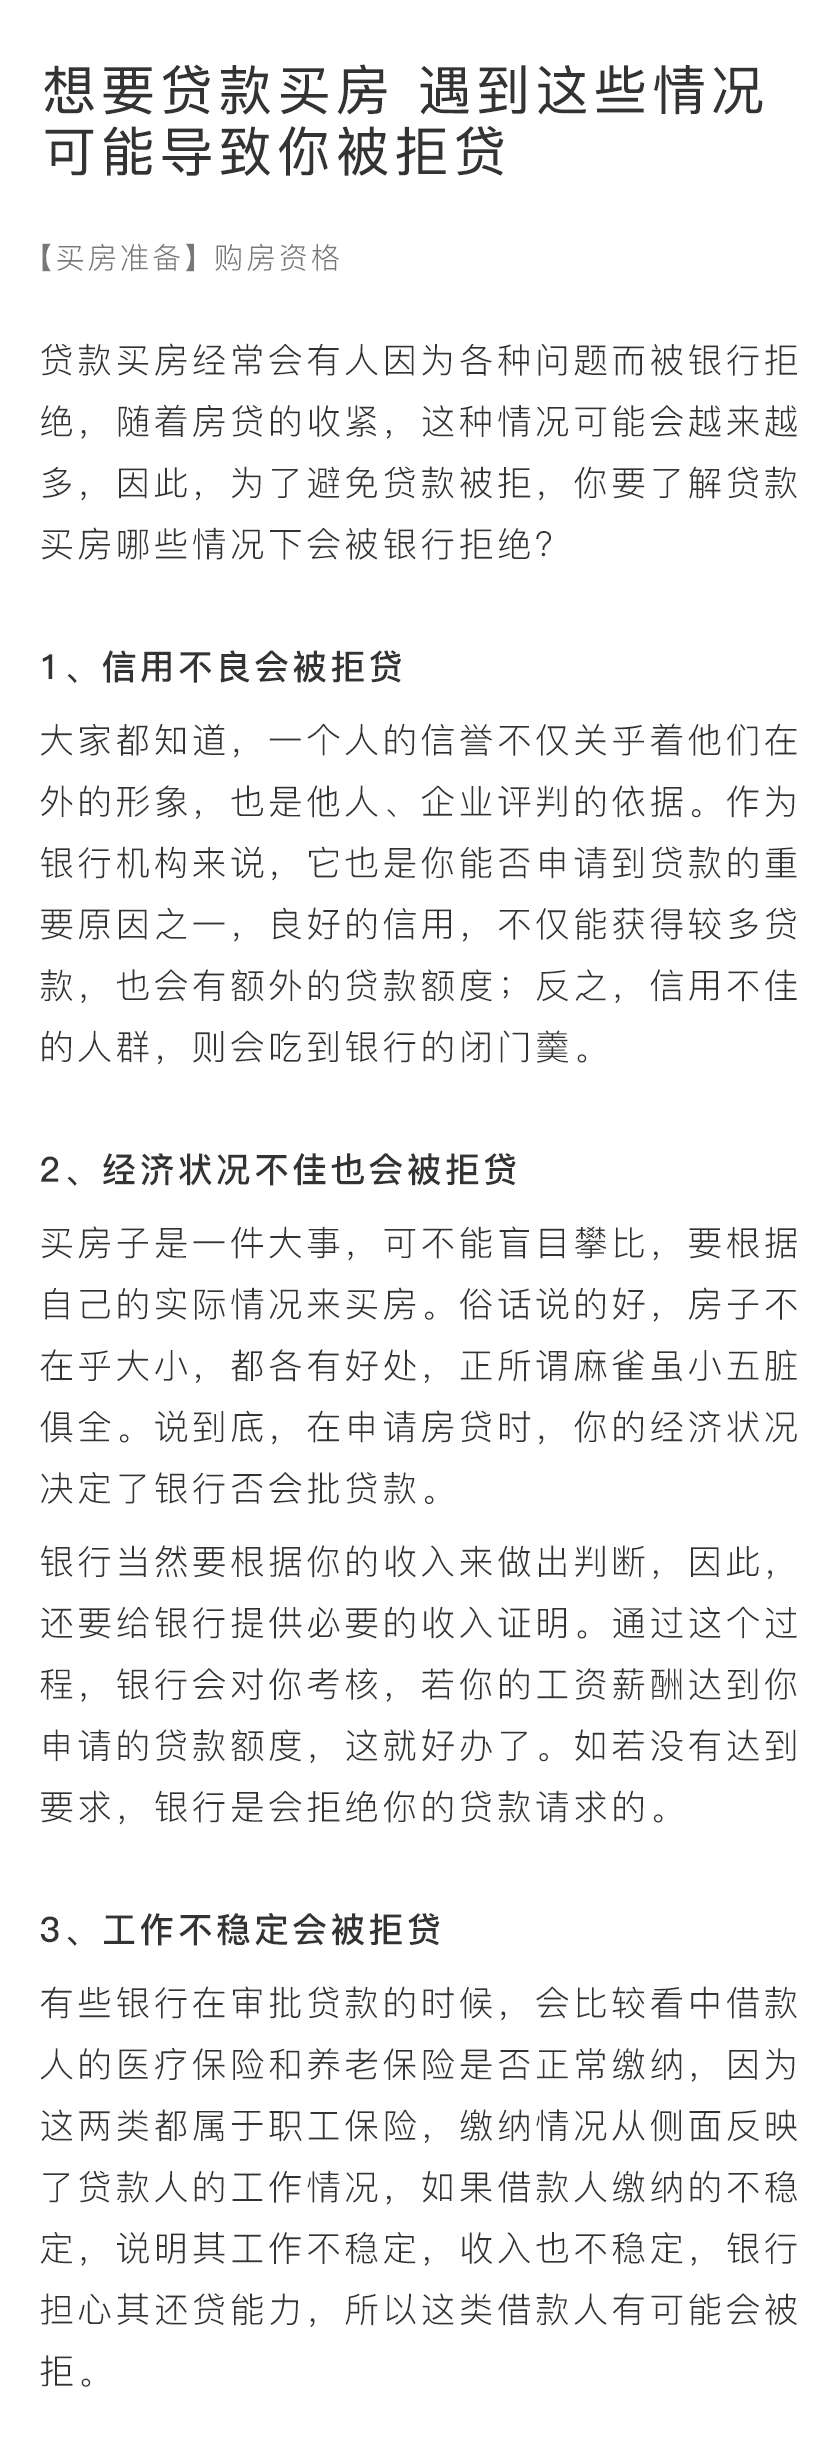 想要贷款买房 遇到这些情况
可能导致你被拒贷
【买房准备】购房资格
贷款买房经常会有人因为各种问题而被银行拒
绝，随着房贷的收紧，这种情况可能会越来越
多，因此，为了避免贷款被拒，你要了解贷款
买房哪些情况下会被银行拒绝？
1、信用不良会被拒贷
大家都知道，一个人的信誉不仅关乎着他们在
外的形象，也是他人、企业评判的依据。作为
银行机构来说，它也是你能否申请到贷款的重
要原因之一，良好的信用，不仅能获得较多贷
款，也会有额外的贷款额度；反之，信用不佳
的人群，则会吃到银行的闭门羹。
2、经济状况不佳也会被拒贷
买房子是一件大事，可不能盲目攀比，要根据
自己的实际情况来买房。俗话说的好，房子不
在乎大小，都各有好处，正所谓麻雀虽小五脏
俱全。说到底，在申请房贷时，你的经济状况
决定了银行否会批贷款。
银行当然要根据你的收入来做出判断，因此，
还要给银行提供必要的收入证明。通过这个过
程，银行会对你考核，若你的工资薪酬达到你
申请的贷款额度，这就好办了。如若没有达到
要求，银行是会拒绝你的贷款请求的。
3、工作不稳定会被拒贷
有些银行在审批贷款的时候，会比较看中借款
人的医疗保险和养老保险是否正常缴纳，因为
这两类都属于职工保险，缴纳情况从侧面反映
了贷款人的工作情况，如果借款人缴纳的不稳
定，说明其工作不稳定，收入也不稳定，银行
担心其还贷能力，所以这类借款人有可能会被
拒。